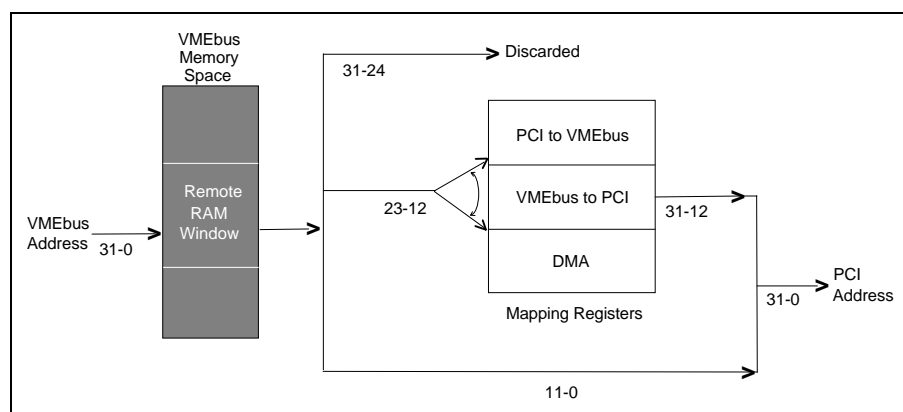 VMEbus
Memory
Space
31-24
Discarded
PCI to VMEbus
Remote
RAM
Window
23-12
VMEbus to PCI
31-12
VMEbus
Address
31-0
DMA
PCI
Address
31-0
Mapping Registers
11-0